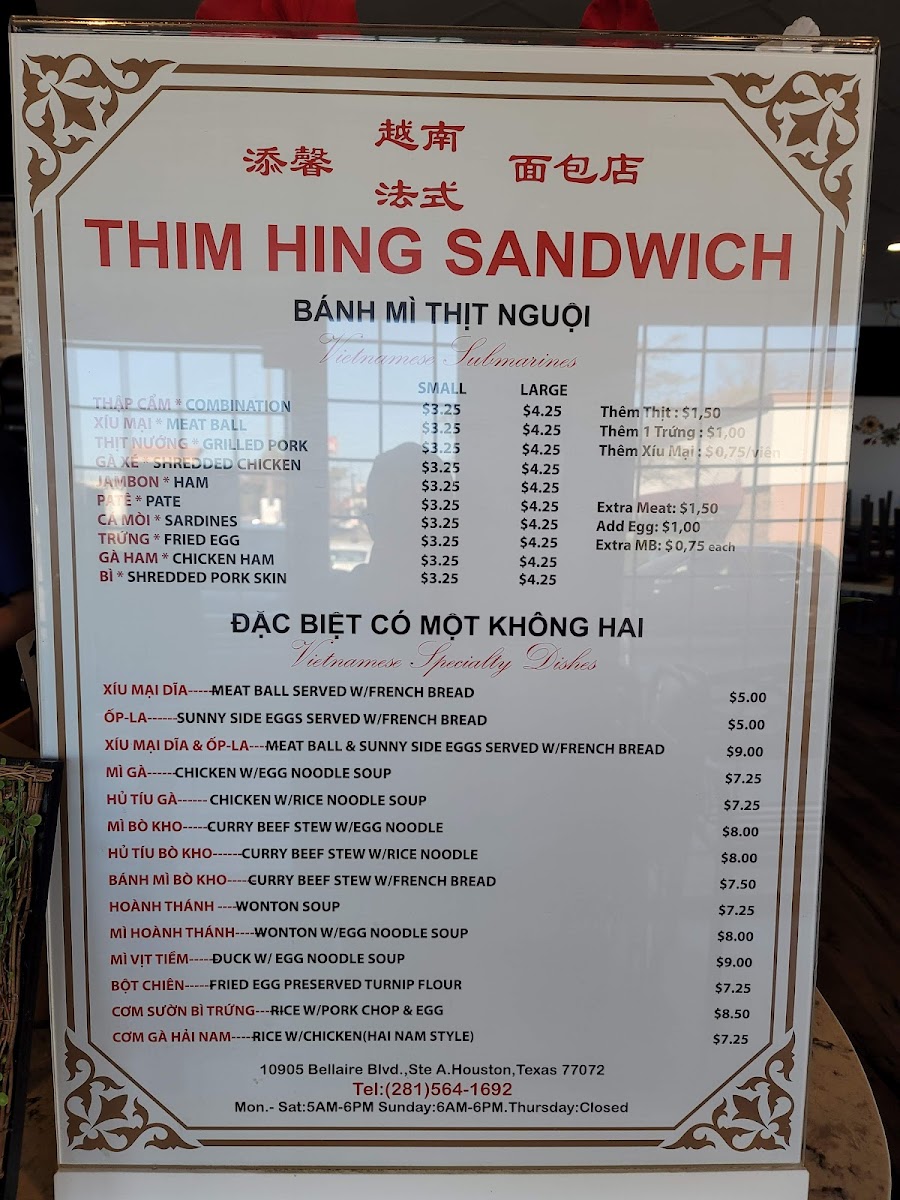 越南
添馨 面包店
法式
THIM HING SANDWICH
BÁNH MÌ THỊT NGUỘI
Vietnamese Submarines
SMALL LARGE
THẬP CẨM * COMBINATION $3.25 $4.25
XÍU MẠI * MEAT BALL $3.25 $4.25
THỊT NƯỚNG * GRILLED PORK $3.25 $4.25
GÀ XÉ * SHREDDED CHICKEN $3.25 $4.25
JAMBON * HAM $3.25 $4.25
PATÊ * PATE $3.25 $4.25
CÁ MÒI * SARDINES $3.25 $4.25
TRỨNG * FRIED EGG $3.25 $4.25
GÀ HAM * CHICKEN HAM $3.25 $4.25
BÌ * SHREDDED PORK SKIN $3.25 $4.25
Thêm Thịt : $1,50
Thêm 1 Trứng : $1,00
Thêm Xíu Mại : $0,75/viên
Extra Meat: $1,50
Add Egg: $1,00
Extra MB: $0,75 each
ĐẶC BIỆT CÓ MỘT KHÔNG HAI
Vietnamese Specialty Dishes
XÍU MẠI DĨA-----MEAT BALL SERVED W/FRENCH BREAD $5.00
ỐP-LA------SUNNY SIDE EGGS SERVED W/FRENCH BREAD $5.00
XÍU MẠI DĨA & ỐP-LA---MEAT BALL & SUNNY SIDE EGGS SERVED W/FRENCH BREAD $9.00
MÌ GÀ------CHICKEN W/EGG NOODLE SOUP $7.25
HỦ TÍU GÀ------ CHICKEN W/RICE NOODLE SOUP $7.25
MÌ BÒ KHO-----CURRY BEEF STEW W/EGG NOODLE $8.00
HỦ TÍU BÒ KHO------CURRY BEEF STEW W/RICE NOODLE $8.00
BÁNH MÌ BÒ KHO----CURRY BEEF STEW W/FRENCH BREAD $7.50
HOÀNH THÁNH ----WONTON SOUP $7.25
MÌ HOÀNH THÁNH----WONTON W/EGG NOODLE SOUP $8.00
MÌ VỊT TIỀM-----DUCK W/ EGG NOODLE SOUP $9.00
BỘT CHIÊN-----FRIED EGG PRESERVED TURNIP FLOUR $7.25
CƠM SƯỜN BÌ TRỨNG---RICE W/PORK CHOP & EGG $8.50
CƠM GÀ HẢI NAM-----RICE W/CHICKEN(HAI NAM STYLE) $7.25
10905 Bellaire Blvd.,Ste A.Houston,Texas 77072
Tel:(281)564-1692
Mon.- Sat:5AM-6PM Sunday:6AM-6PM.Thursday:Closed